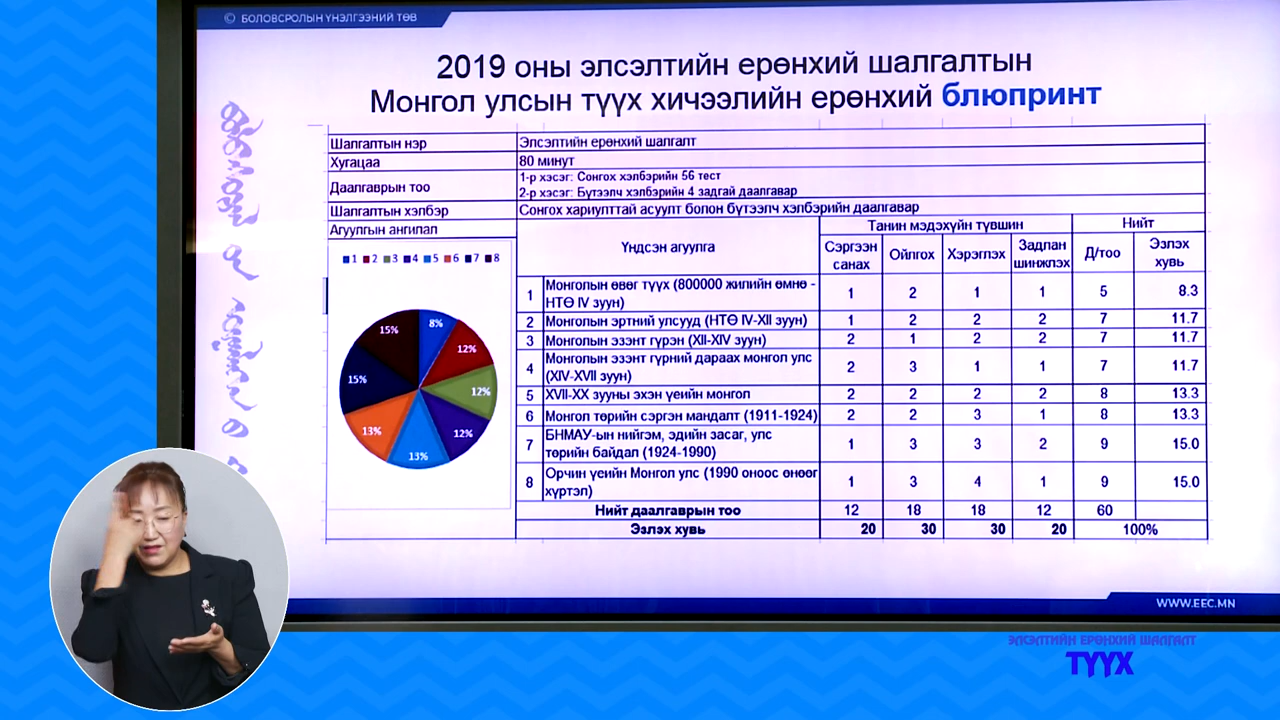 © БОЛОВСРОЛЫН ҮНЭЛГЭЭНИЙ ТӨВ
2019 оны элсэлтийн ерөнхий шалгалтын
Монгол улсын түүх хичээлийн ерөнхий блюпринт
Шалгалтын нэр Элсэлтийн ерөнхий шалгалт
Хугацаа 80 минут
Даалгаврын тоо 1-р хэсэг: Сонгох хэлбэрийн 56 тест
2-р хэсэг: Бүтээлч хэлбэрийн 4 задгай даалгавар
Шалгалтын хэлбэр Сонгох хариулттай асуулт болон бүтээлч хэлбэрийн даалгавар
Агуулгын ангилал
1 2 3 4 5 6 7 8
8%
12%
12%
12%
13%
13%
15%
15%
Үндсэн агуулга Танин мэдэхүйн түвшин Нийт
Сэргээн санах Ойлгох Хэрэглэх Задлан шинжлэх Д/тоо Эзлэх хувь
1 Монголын өвөг түүх (800000 жилийн өмнө -
НТӨ IV зуун) 1 2 1 1 5 8.3
2 Монголын эртний улсууд (НТӨ IV-XII зуун) 1 2 2 2 7 11.7
3 Монголын эзэнт гүрэн (XII-XIV зуун) 2 1 2 2 7 11.7
4 Монголын эзэнт гүрний дараах монгол улс
(XIV-XVII зуун) 2 3 1 1 7 11.7
5 XVII-XX зууны эхэн үеийн монгол 2 2 2 2 8 13.3
6 Монгол төрийн сэргэн мандалт (1911-1924) 2 2 3 1 8 13.3
7 БНМАУ-ын нийгэм, эдийн засаг, улс
төрийн байдал (1924-1990) 1 3 3 2 9 15.0
8 Орчин үеийн Монгол улс (1990 оноос өнөөг
хүртэл) 1 3 4 1 9 15.0
Нийт даалгаврын тоо 12 18 18 12 60
Эзлэх хувь 20 30 30 20 100%
WWW.EEC.MN
ЭЛСЭЛТИЙН ЕРӨНХИЙ ШАЛГАЛТ
ТҮҮХ